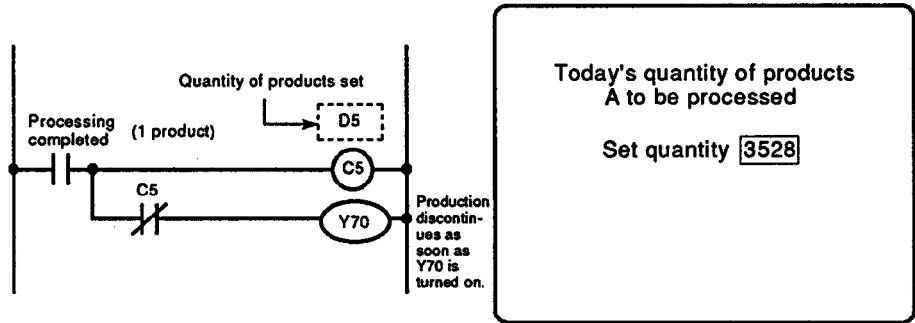 Quantity of products set
D5
Processing
completed
(1 product)
C5
C5
Y70
Production
discontin-
ues as
soon as
Y70 is
turned on.
Today's quantity of products
A to be processed
Set quantity 3528